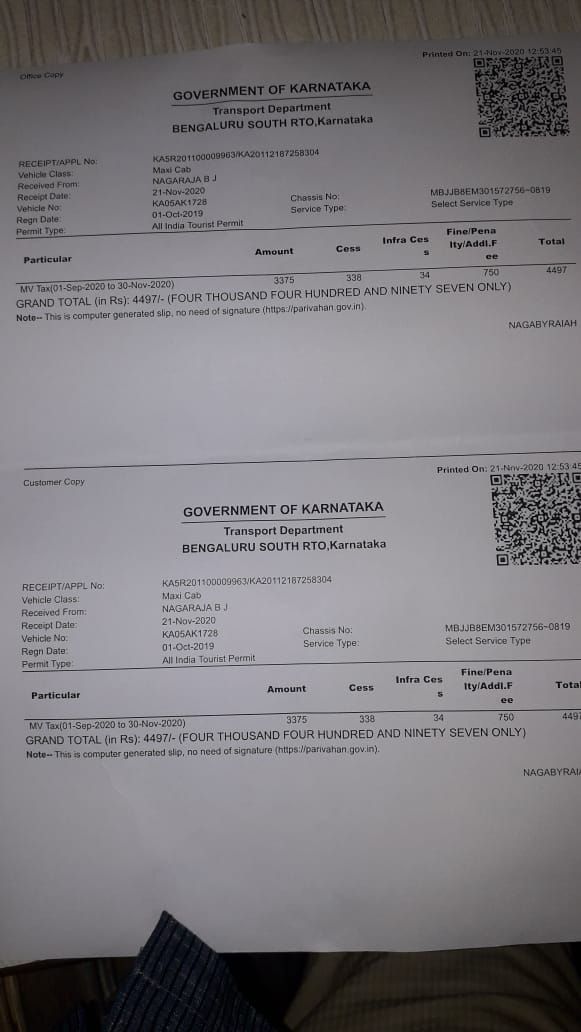 Office Copy
Printed On: 21-Nov-2020 12:53:45
GOVERNMENT OF KARNATAKA
Transport Department
BENGALURU SOUTH RTO,Karnataka
RECEIPT/APPL No: KA5R201100009963/KA20112187258304
Vehicle Class: Maxi Cab
Received From: NAGARAJA B J
Receipt Date: 21-Nov-2020
Vehicle No: KA05AK1728 Chassis No: MBJJB8EM301572756~0819
Regn Date: 01-Oct-2019 Service Type: Select Service Type
Permit Type: All India Tourist Permit
Particular Amount Cess Infra Ces s Fine/Pena lty/Addl.F ee Total
MV Tax(01-Sep-2020 to 30-Nov-2020) 3375 338 34 750 4497
GRAND TOTAL (in Rs): 4497/- (FOUR THOUSAND FOUR HUNDRED AND NINETY SEVEN ONLY)
Note-- This is computer generated slip, no need of signature (https://parivahan.gov.in).
NAGABYRAIAH
Customer Copy
Printed On: 21-Nov-2020 12:53:45
GOVERNMENT OF KARNATAKA
Transport Department
BENGALURU SOUTH RTO,Karnataka
RECEIPT/APPL No: KA5R201100009963/KA20112187258304
Vehicle Class: Maxi Cab
Received From: NAGARAJA B J
Receipt Date: 21-Nov-2020
Vehicle No: KA05AK1728 Chassis No: MBJJB8EM301572756~0819
Regn Date: 01-Oct-2019 Service Type: Select Service Type
Permit Type: All India Tourist Permit
Particular Amount Cess Infra Ces s Fine/Pena lty/Addl.F ee Total
MV Tax(01-Sep-2020 to 30-Nov-2020) 3375 338 34 750 4497
GRAND TOTAL (in Rs): 4497/- (FOUR THOUSAND FOUR HUNDRED AND NINETY SEVEN ONLY)
Note-- This is computer generated slip, no need of signature (https://parivahan.gov.in).
NAGABYRAIA